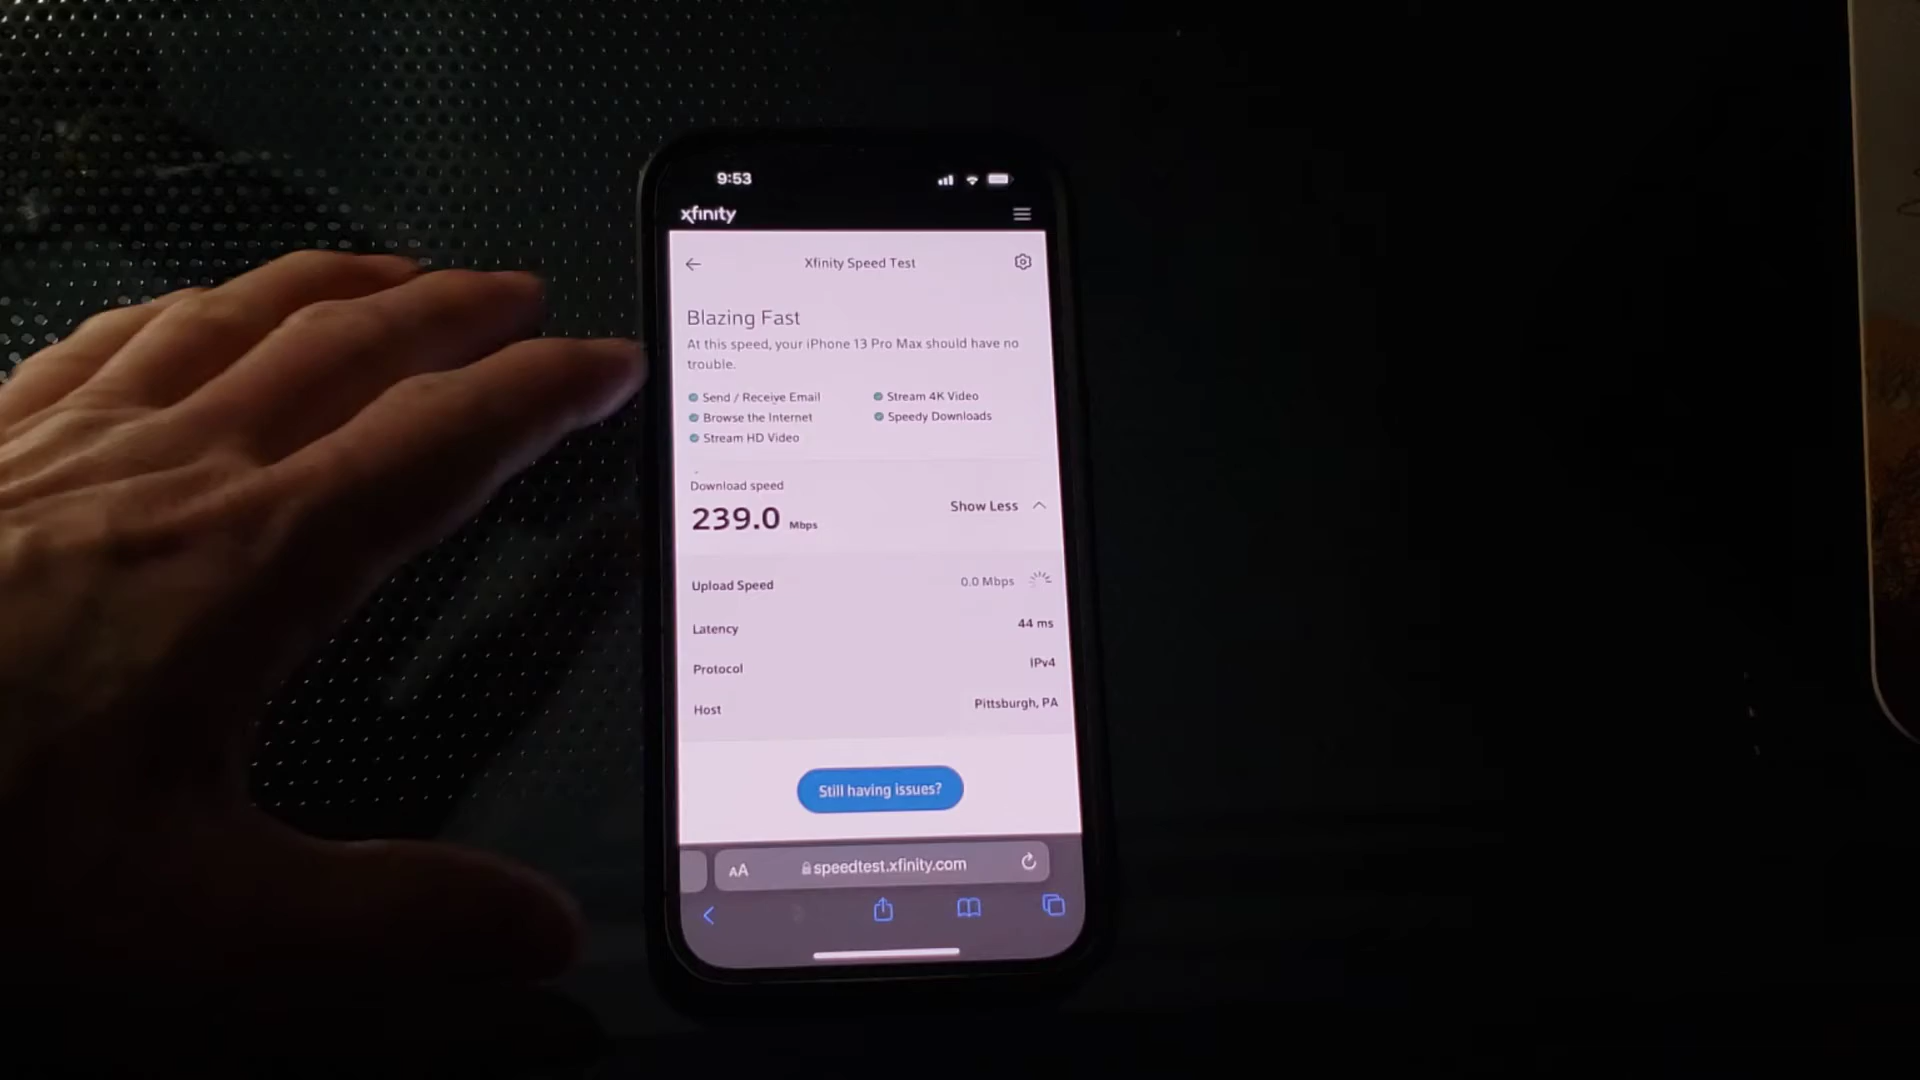 9:53
xfinity
Xfinity Speed Test
Blazing Fast
At this speed, your iPhone 13 Pro Max should have no
trouble.
Send / Receive Email
Stream 4K Video
Browse the Internet
Speedy Downloads
Stream HD Video
Download speed
239.0 Mbps
Show Less
Upload Speed
0.0 Mbps
Latency
44 ms
Protocol
IPv4
Host
Pittsburgh, PA
Still having issues?
AA
speedtest.xfinity.com